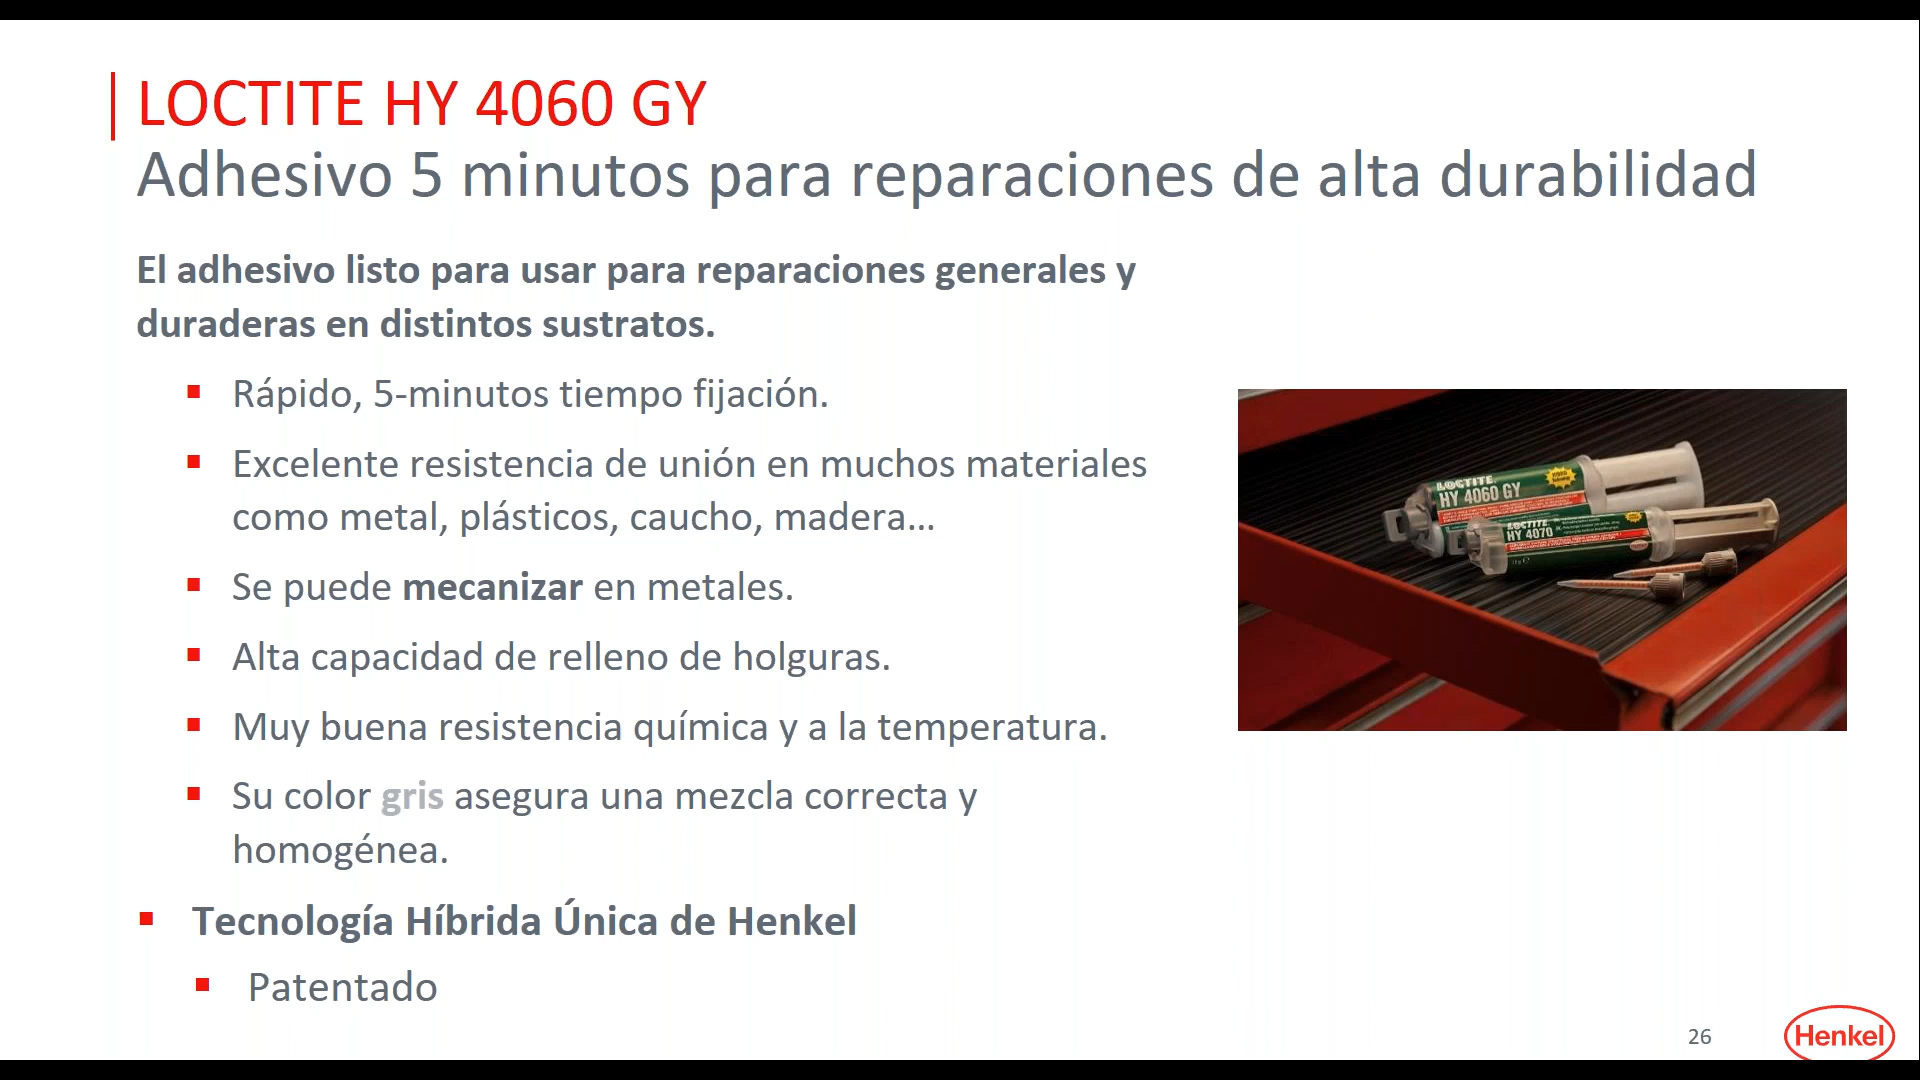 LOCTITE HY 4060 GY
Adhesivo 5 minutos para reparaciones de alta durabilidad
El adhesivo listo para usar para reparaciones generales y
duraderas en distintos sustratos.
Rápido, 5-minutos tiempo fijación.
Excelente resistencia de unión en muchos materiales
como metal, plásticos, caucho, madera…
Se puede mecanizar en metales.
Alta capacidad de relleno de holguras.
Muy buena resistencia química y a la temperatura.
Su color gris asegura una mezcla correcta y
homogénea.
Tecnología Híbrida Única de Henkel
Patentado
LOCTITE
HY 4060 GY
LOCTITE
HY 4070
26
Henkel